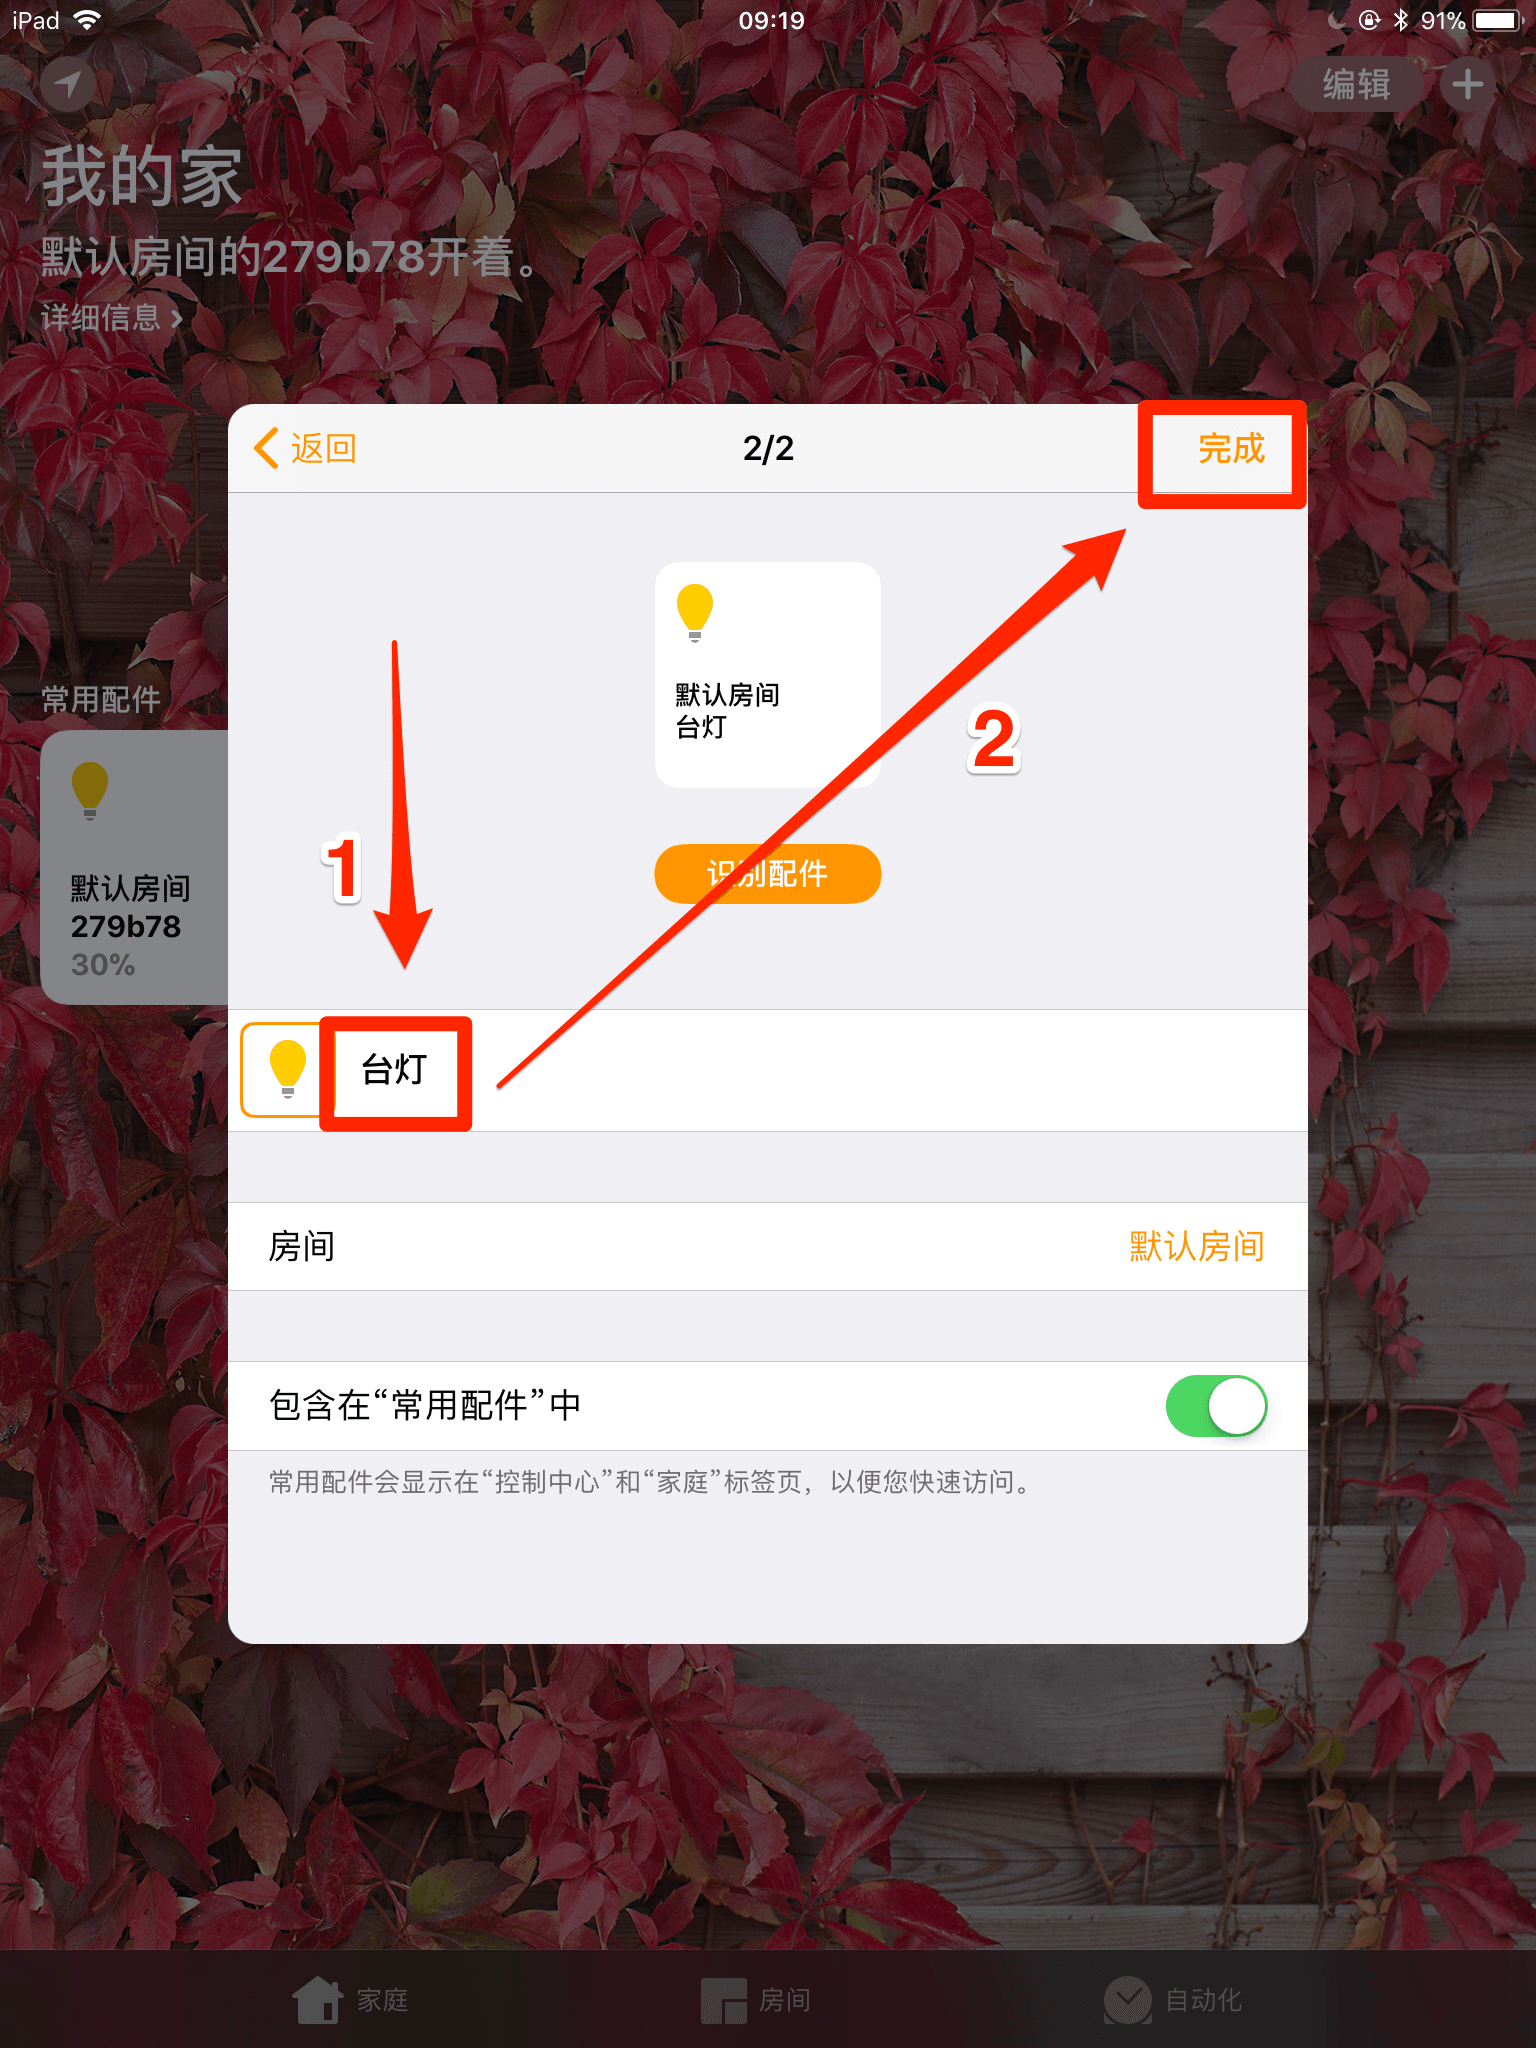 iPad
09:19
91%
编辑
我的家
默认房间的279b78开着。
详细信息
返回
2/2
完成
默认房间
台灯
2
常用配件
识别配件
1
默认房间
279b78
30%
台灯
房间
默认房间
包含在“常用配件”中
常用配件会显示在“控制中心”和“家庭”标签页，以便您快速访问。
家庭
房间
自动化